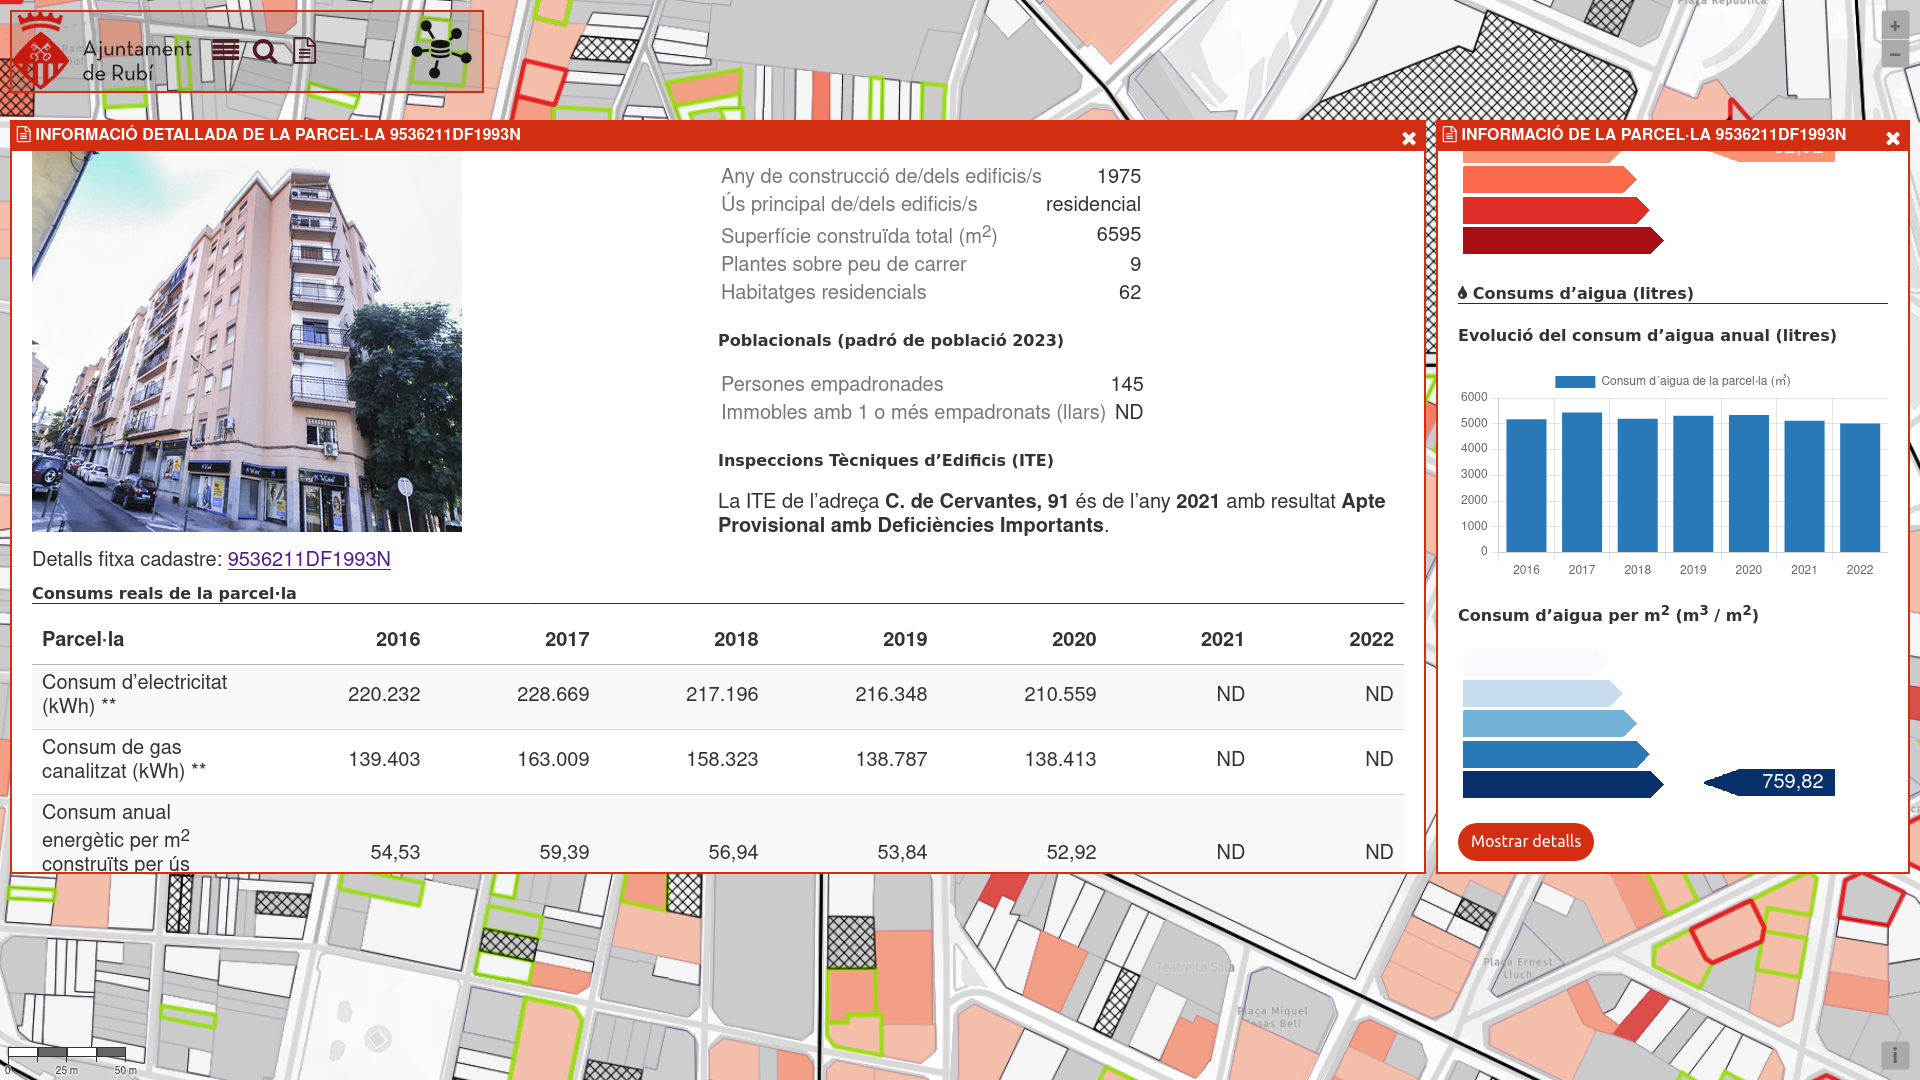 Ajuntament
de Rubí
Plaça República
+
−
INFORMACIÓ DETALLADA DE LA PARCEL·LA 9536211DF1993N
Any de construcció de/dels edificis/s 1975
Ús principal de/dels edificis/s residencial
Superfície construïda total (m2) 6595
Plantes sobre peu de carrer 9
Habitatges residencials 62
Poblacionals (padró de població 2023)
Persones empadronades 145
Immobles amb 1 o més empadronats (llars) ND
Inspeccions Tècniques d’Edificis (ITE)
La ITE de l’adreça C. de Cervantes, 91 és de l’any 2021 amb resultat Apte
Provisional amb Deficiències Importants.
Detalls fitxa cadastre: 9536211DF1993N
Consums reals de la parcel·la
Parcel·la 2016 2017 2018 2019 2020 2021 2022
Consum d’electricitat
(kWh) ** 220.232 228.669 217.196 216.348 210.559 ND ND
Consum de gas
canalitzat (kWh) ** 139.403 163.009 158.323 138.787 138.413 ND ND
Consum anual
energètic per m2
construïts per ús 54,53 59,39 56,94 53,84 52,92 ND ND
INFORMACIÓ DE LA PARCEL·LA 9536211DF1993N
Consums d’aigua (litres)
Evolució del consum d’aigua anual (litres)
Consum d´aigua de la parcel·la (m³)
6000
5000
4000
3000
2000
1000
0
2016 2017 2018 2019 2020 2021 2022
Consum d’aigua per m2 (m3 / m2)
759,82
Mostrar detalls
Teatre La Sala
Plaça Ernest
Lluch
Plaça Miquel
0 25 m 50 m
i